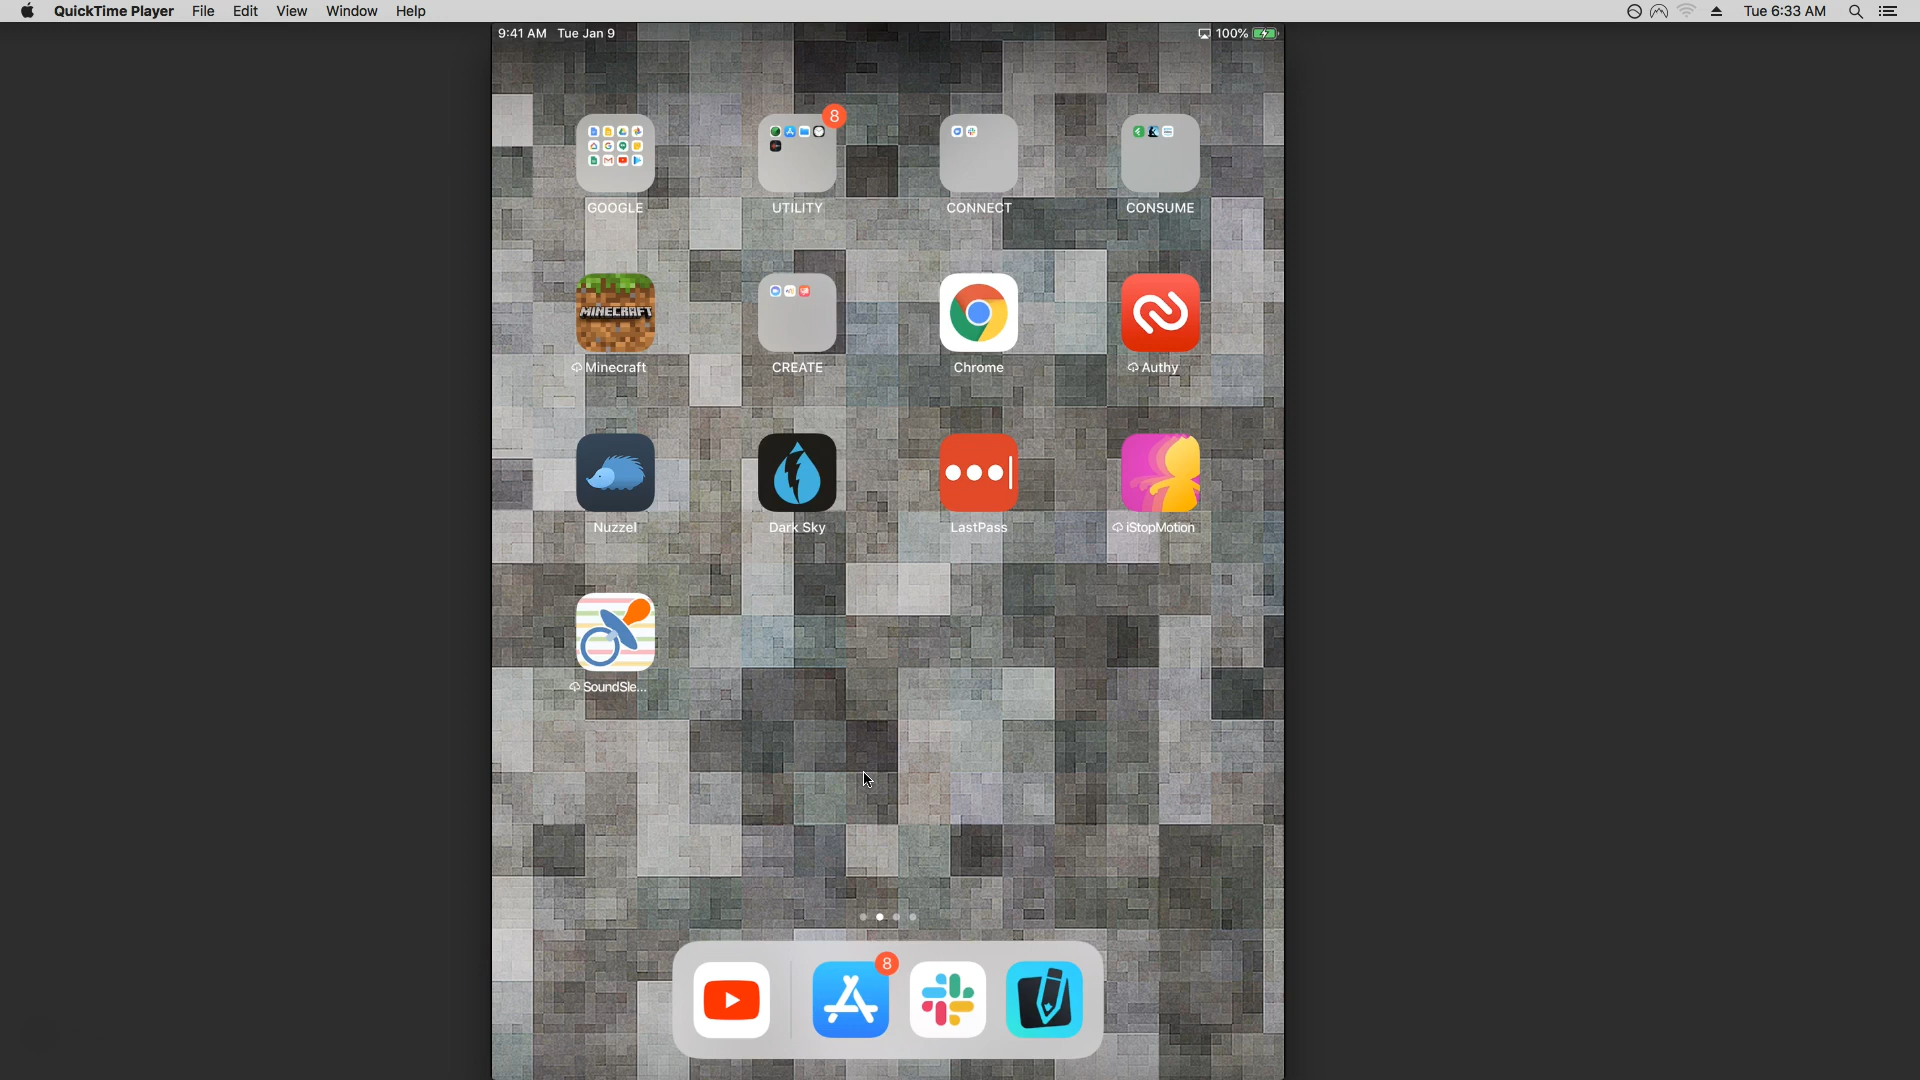 QuickTime Player File Edit View Window Help Tue 6:33 AM
9:41 AM Tue Jan 9 100%
8
GOOGLE UTILITY CONNECT CONSUME
MINECRAFT
Minecraft CREATE Chrome Authy
Nuzzel Dark Sky LastPass iStopMotion
SoundSle...
8